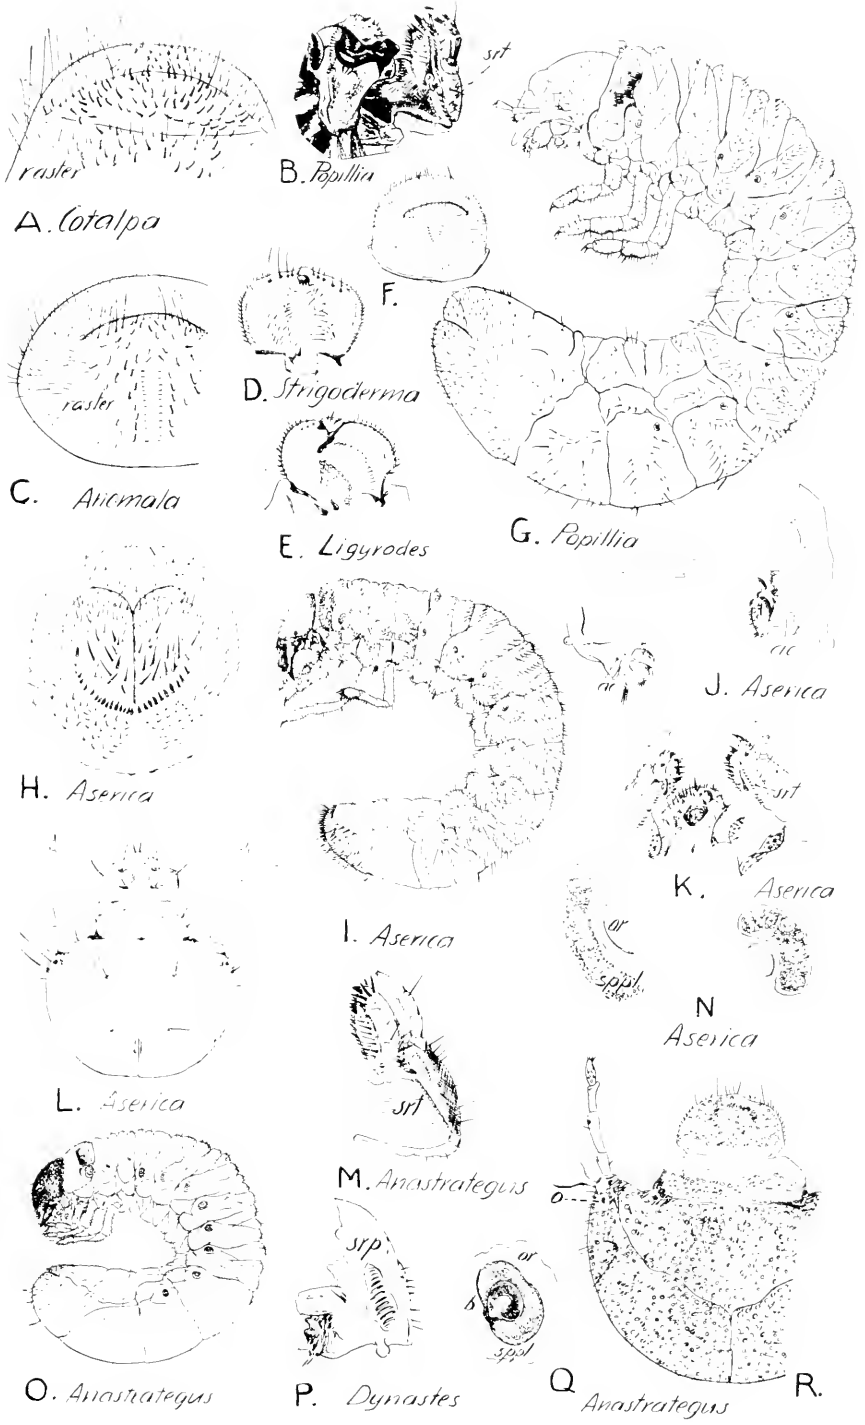 srt
raster
B. Popillia
A. Cotalpa
F.
raster
D. Strigoderma
C. Anomala
E. Ligyrodes
G. Popillia
ac
ac
J. Aserica
H. Aserica
srt
K. Aserica
I. Aserica
or
sppl
N
Aserica
L. Aserica
srt
M. Anastrategus
o
srp
or
b
sppl
O. Anastrategus
P. Dynastes
Q
Anastrategus
R.